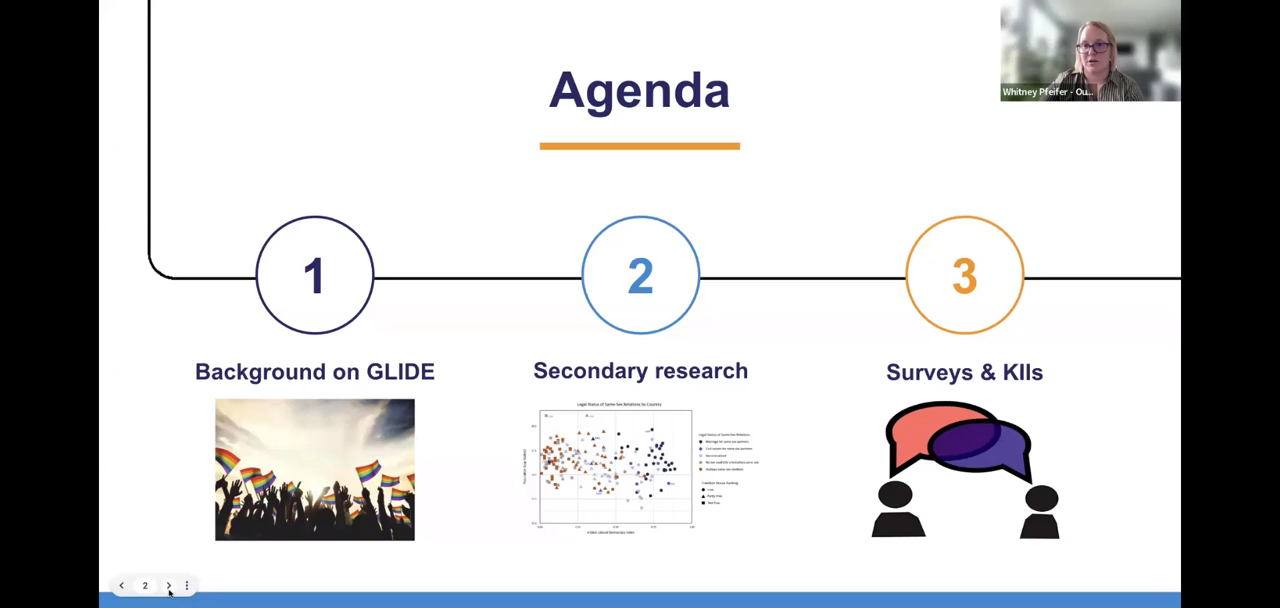 Agenda
Whitney Pfeifer - Ou...
1
2
3
Background on GLIDE
Secondary research
Surveys & KIIs
Legal Status of Same-Sex Relations by Country
2